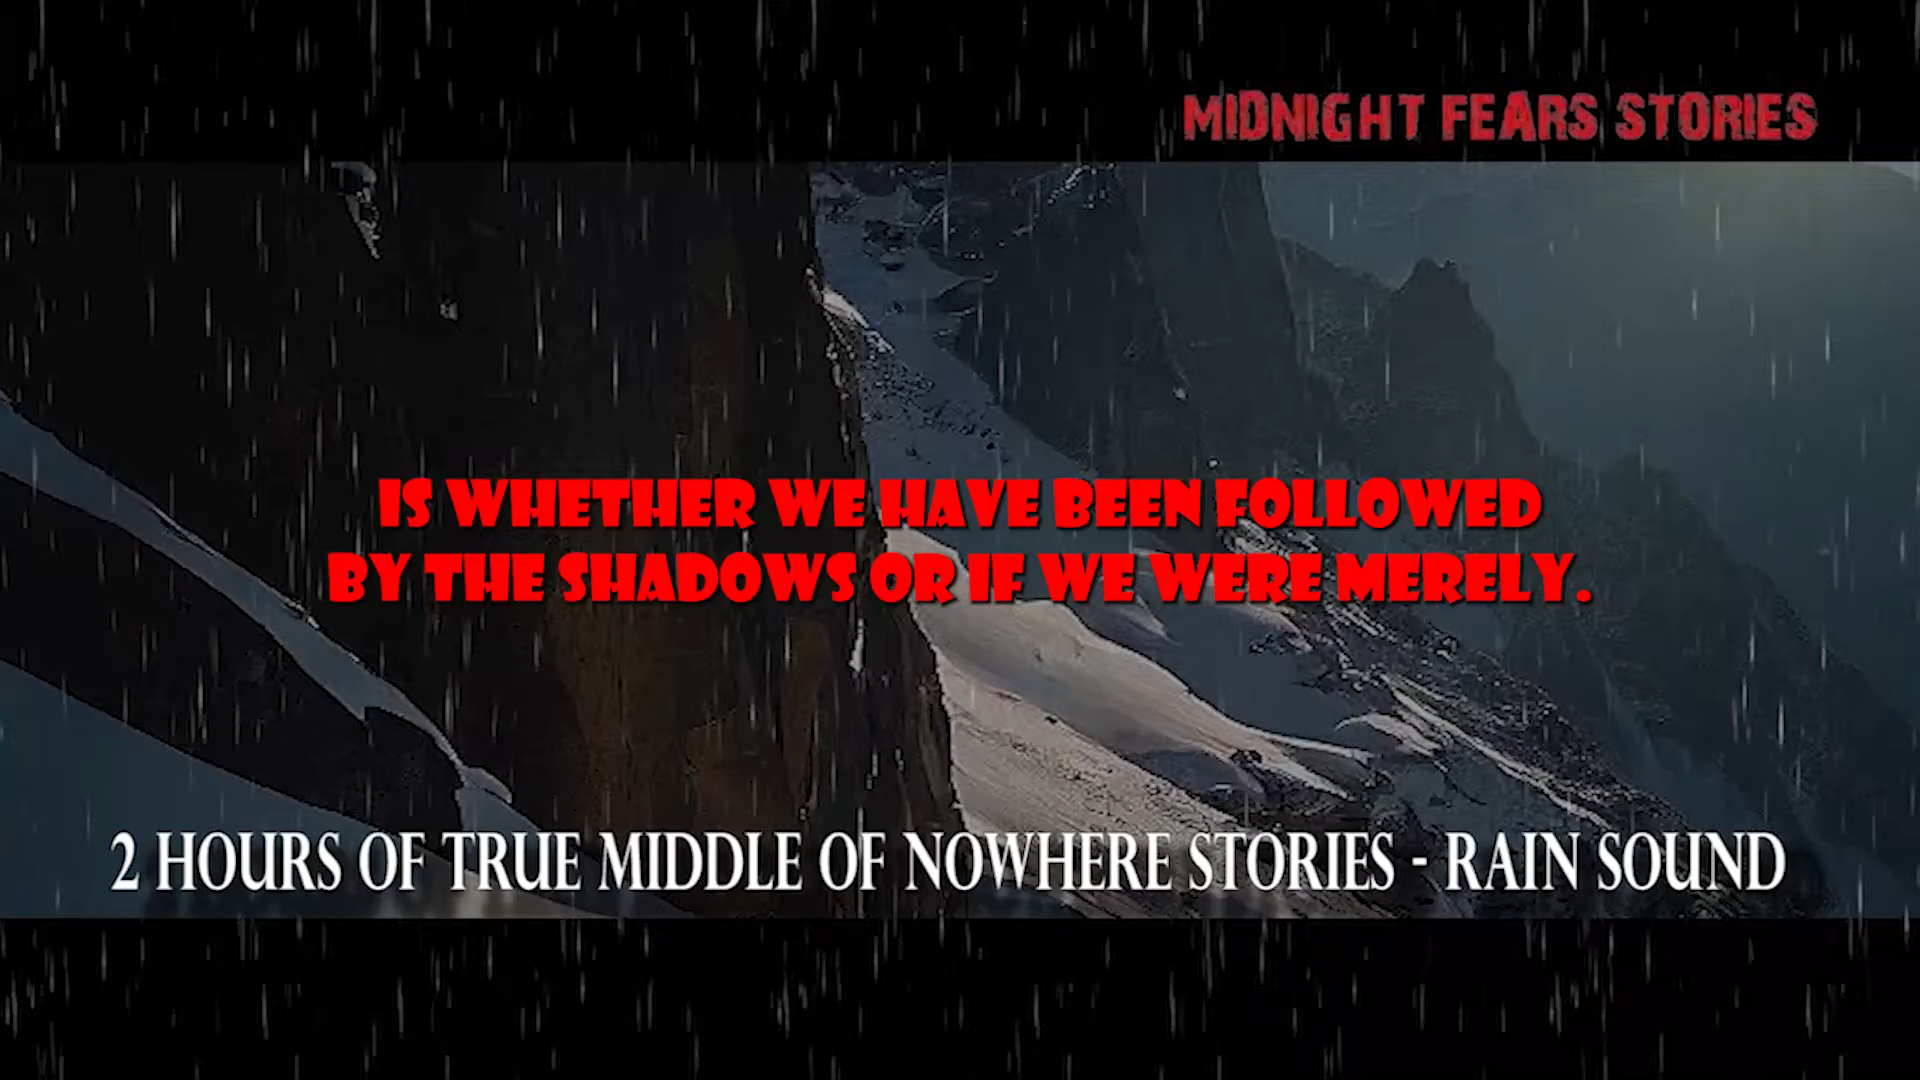 MIDNIGHT FEARS STORIES
IS WHETHER WE HAVE BEEN FOLLOWED
BY THE SHADOWS OR IF WE WERE MERELY.
2 HOURS OF TRUE MIDDLE OF NOWHERE STORIES - RAIN SOUND